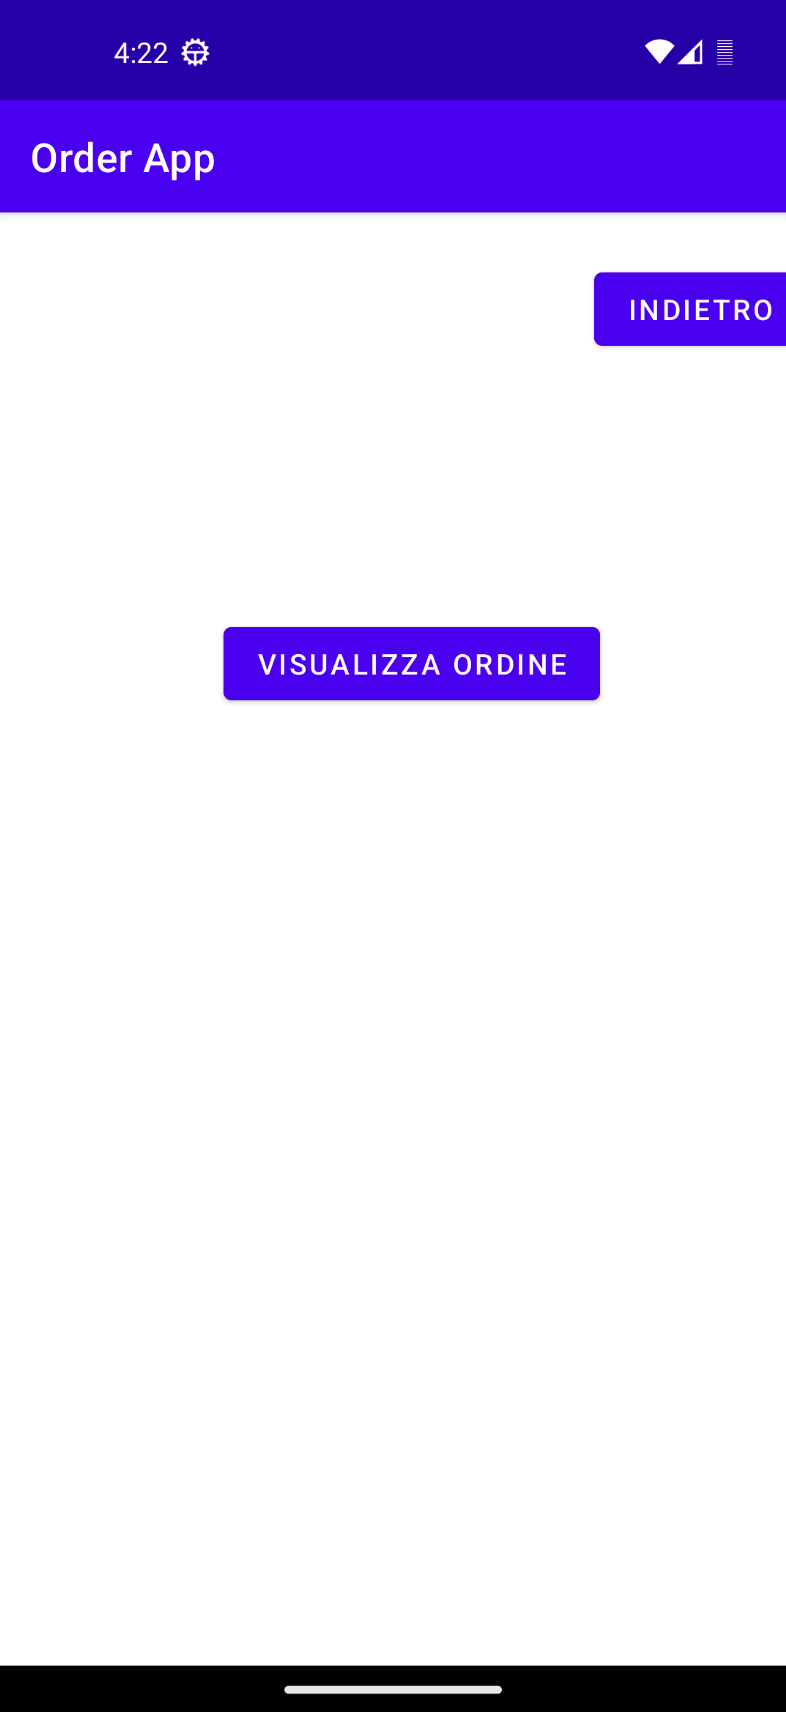 4:22
Order App
INDIETRO
VISUALIZZA ORDINE